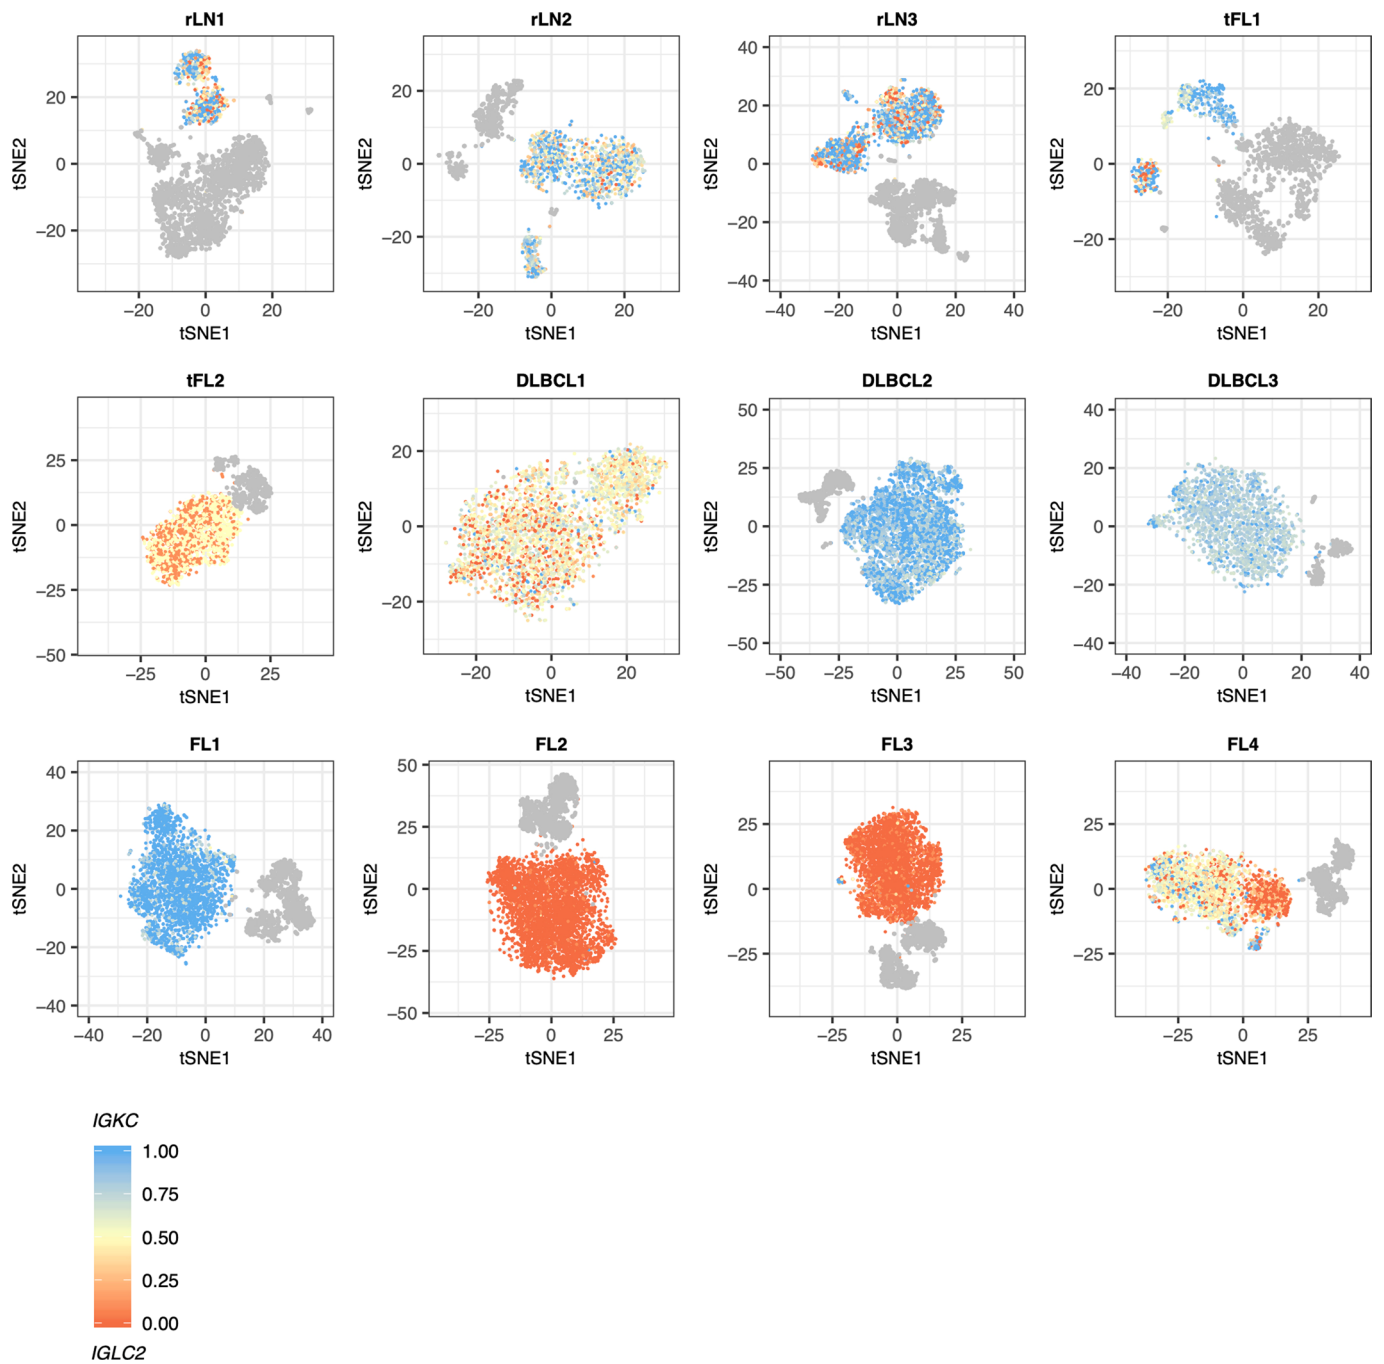 rLN1 rLN2 rLN3 tFL1
40
20 20 20 20
0 0 0 0
−20 −20 −20 −20
−40
−20 0 20 −20 0 20 −40 −20 0 20 40 −20 0 20
tSNE1 tSNE1 tSNE1 tSNE1
tSNE2 tSNE2 tSNE2 tSNE2
tFL2 DLBCL1 DLBCL2 DLBCL3
50 40
25 20 25 20
0 0 0 0
−25 −20 −25 −20
−50 −50 −40
−25 0 25 −20 0 20 −50 −25 0 25 50 −40 −20 0 20 40
tSNE1 tSNE1 tSNE1 tSNE1
tSNE2 tSNE2 tSNE2 tSNE2
FL1 FL2 FL3 FL4
40 50
20 25 25 25
0 0 0 0
−20 −25 −25 −25
−40 −50
−40 −20 0 20 40 −25 0 25 −25 0 25 −25 0 25
tSNE1 tSNE1 tSNE1 tSNE1
tSNE2 tSNE2 tSNE2 tSNE2
IGKC
1.00
0.75
0.50
0.25
0.00
IGLC2